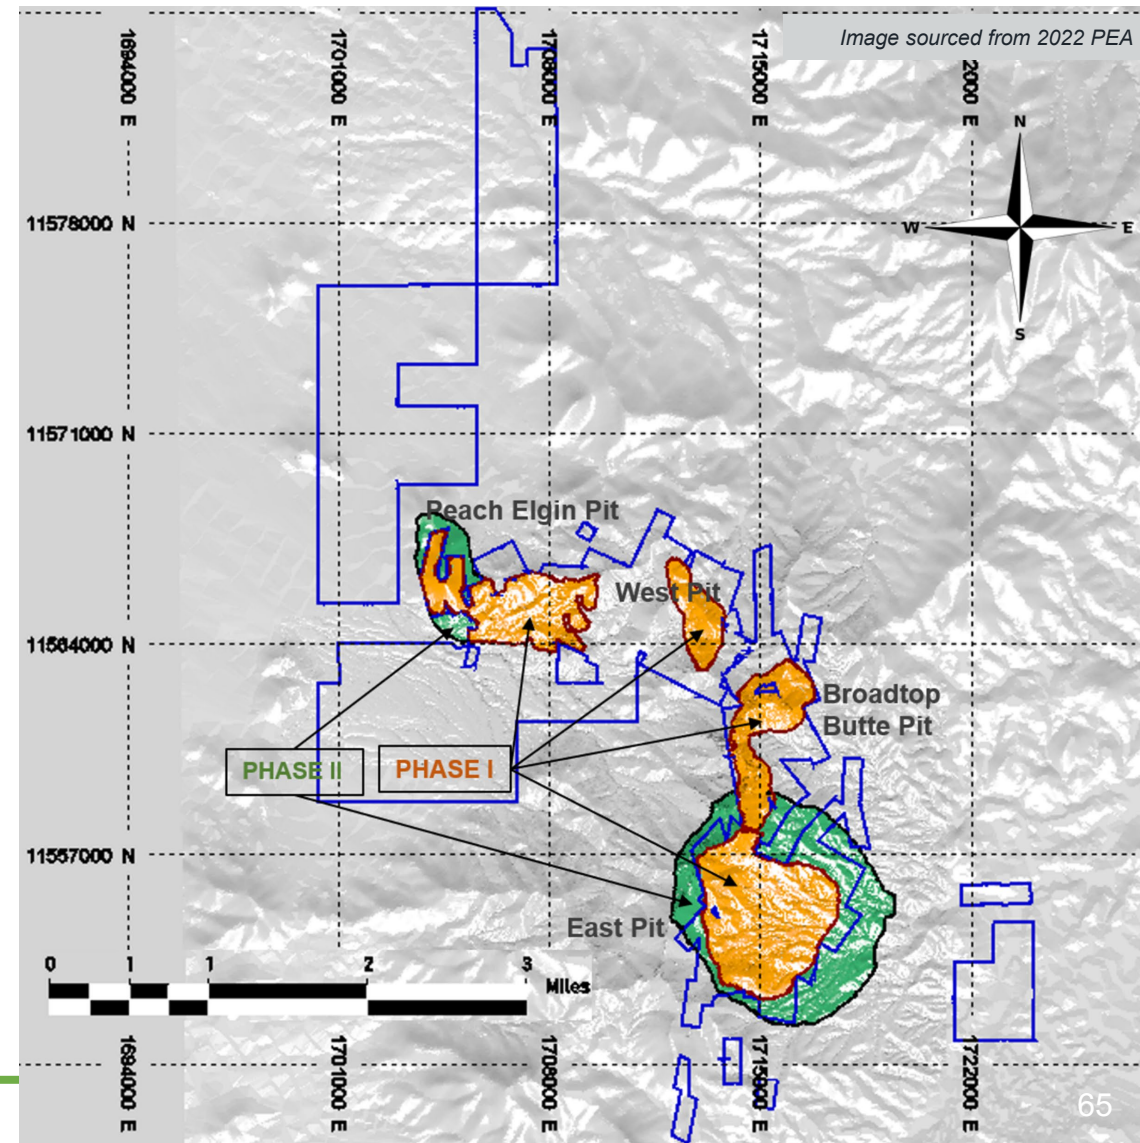 Image sourced from 2022 PEA
1694000 E
1701000 E
1708000 E
1715000 E
2000 E
N
W
E
S
11578000 N
11571000 N
Peach Elgin Pit
West Pit
11564000 N
Broadtop
Butte Pit
PHASE II
PHASE I
11557000 N
East Pit
0 1 1 2 3
Miles
1694000 E
1701000 E
1708000 E
1715000 E
1722000 E
65